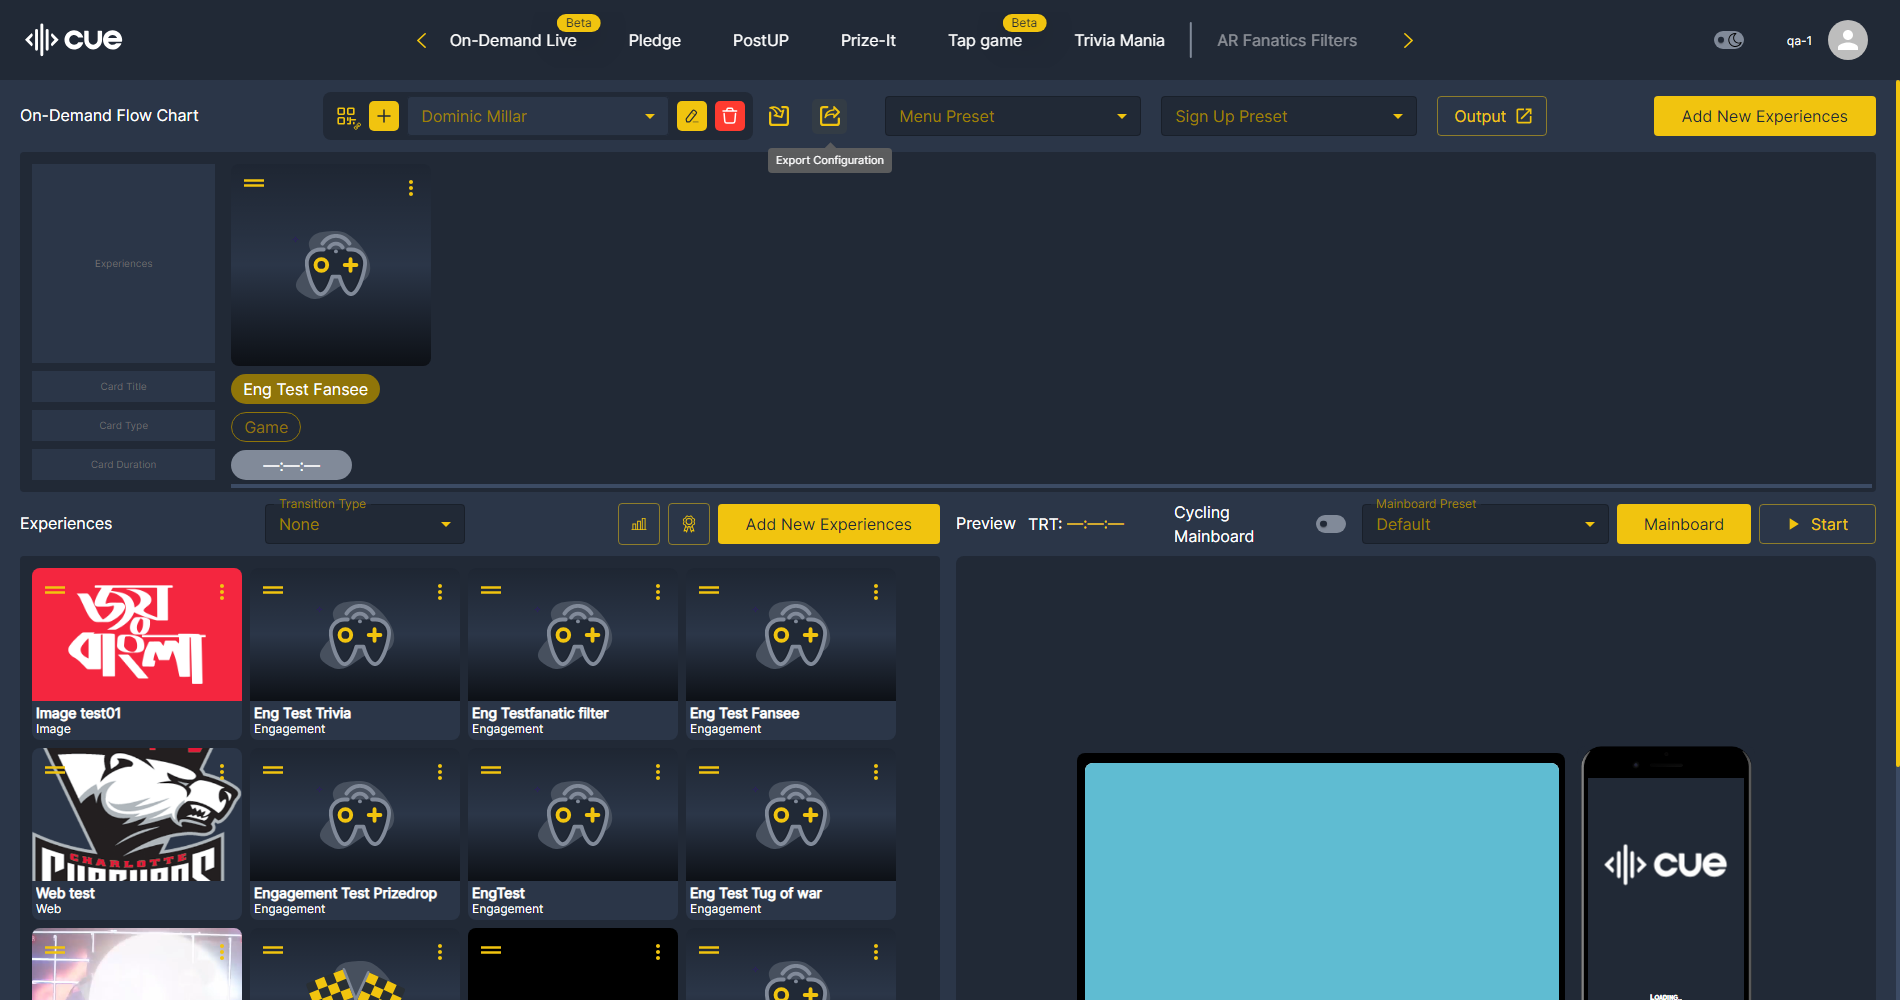 cue
On-Demand Live
Beta
Pledge
PostUP
Prize-It
Tap game
Beta
Trivia Mania
AR Fanatics Filters
qa-1
On-Demand Flow Chart
Dominic Millar
Menu Preset
Sign Up Preset
Output
Add New Experiences
Export Configuration
Experiences
Card Title
Eng Test Fansee
Card Type
Game
Card Duration
—:—:—
Experiences
Transition Type
None
Add New Experiences
Preview
TRT: —:—:—
Cycling
Mainboard
Mainboard Preset
Default
Mainboard
Start
জয়
বাংলা
Image test01
Image
Eng Test Trivia
Engagement
Eng Testfanatic filter
Engagement
Eng Test Fansee
Engagement
CHARLOTTE
Web test
Web
Engagement Test Prizedrop
Engagement
EngTest
Engagement
Eng Test Tug of war
Engagement
cue
LOADING